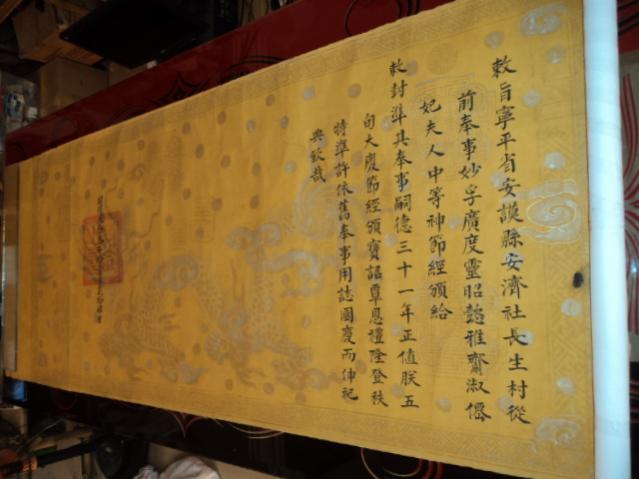 敕旨寧平省安謨縣安濟社長生村從
前奉事妙孚廣度靈昭懿雅齋淑僊
妃夫人中等神節經頒給
敕封準其奉事嗣德三十一年正值朕五
旬大慶節經頒寶詔覃恩禮隆登秩
特準許依舊奉事用誌國慶而伸祀
典欽哉